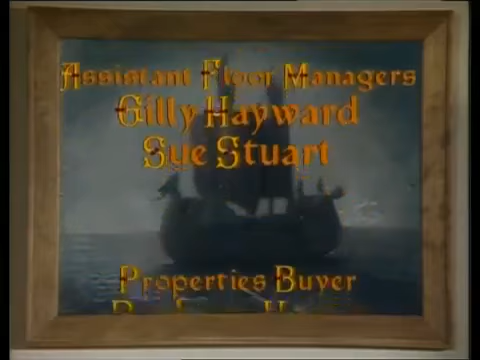 Assistant Floor Managers
Gilly Hayward
Sue Stuart
Properties Buyer